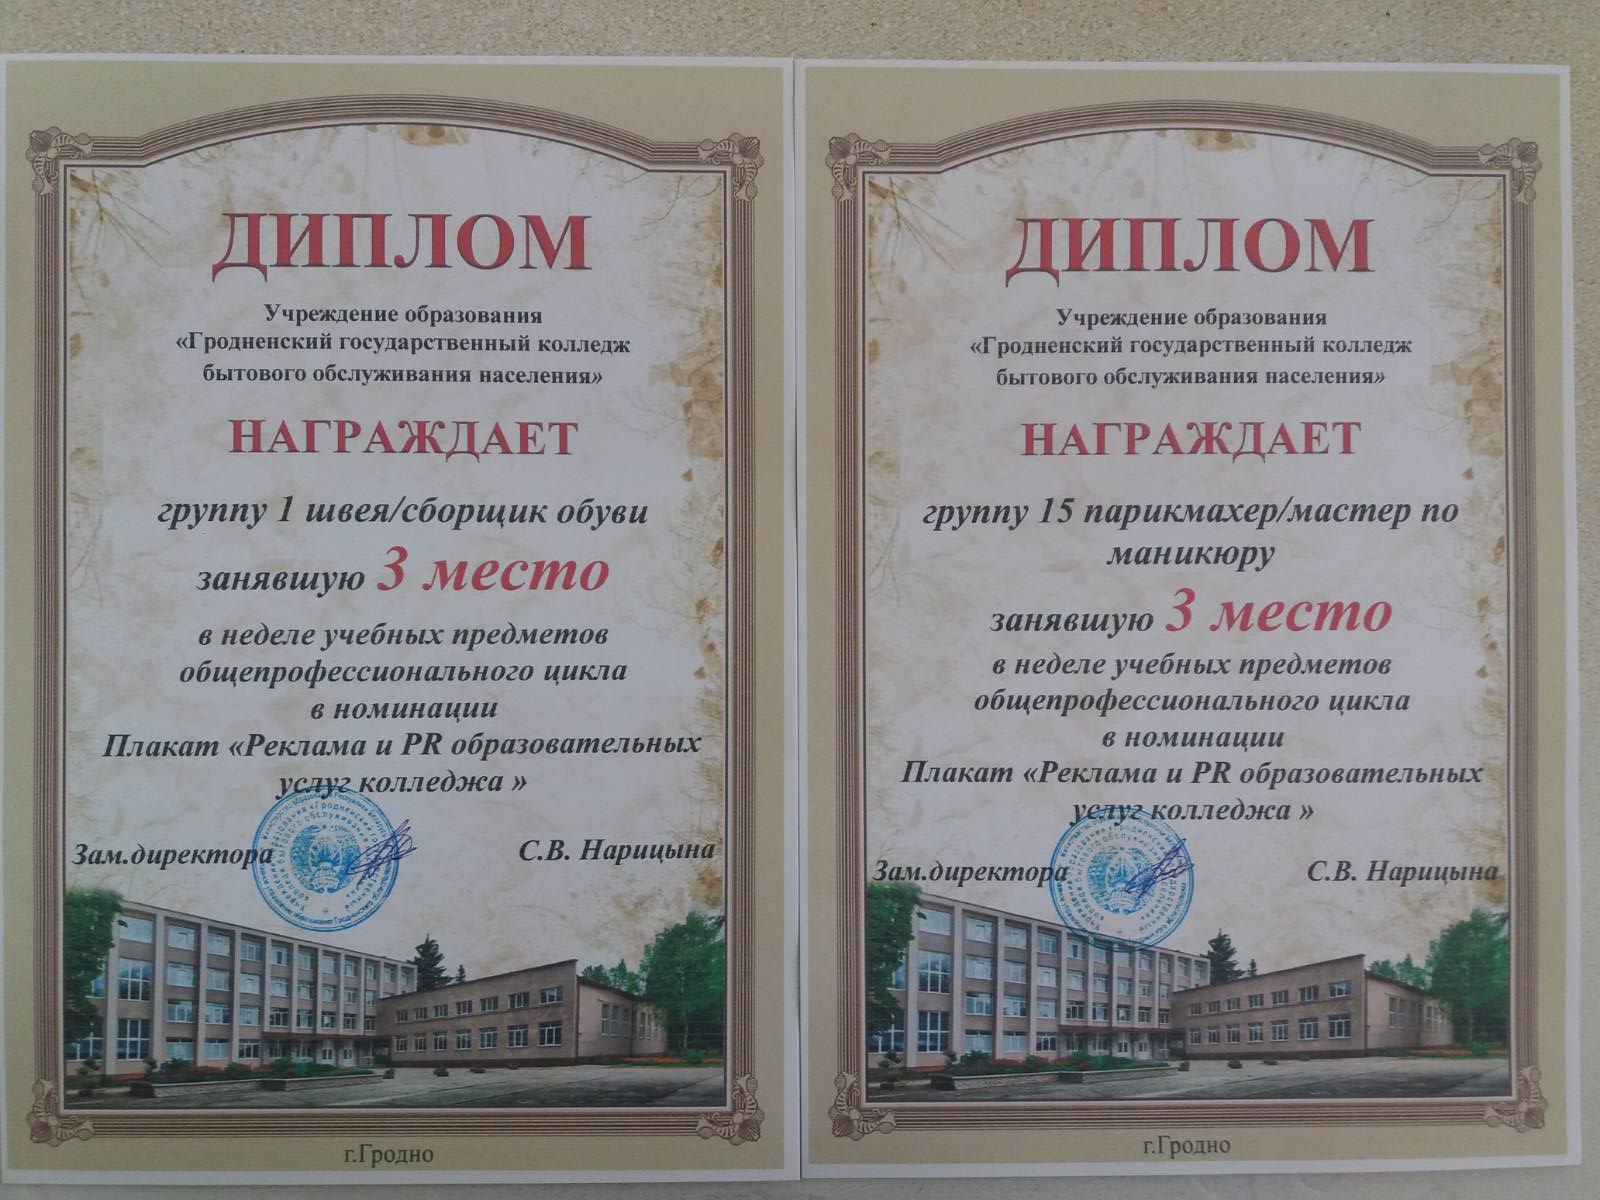 ДИПЛОМ
Учреждение образования
«Гродненский государственный колледж
бытового обслуживания населения»
НАГРАЖДАЕТ
группу 1 швея/сборщик обуви
занявшую 3 место
в неделе учебных предметов
общепрофессионального цикла
в номинации
Плакат «Реклама и PR образовательных
услуг колледжа »
Зам.директора С.В. Нарицына
г.Гродно
ДИПЛОМ
Учреждение образования
«Гродненский государственный колледж
бытового обслуживания населения»
НАГРАЖДАЕТ
группу 15 парикмахер/мастер по
маникюру
занявшую 3 место
в неделе учебных предметов
общепрофессионального цикла
в номинации
Плакат «Реклама и PR образовательных
услуг колледжа »
Зам.директора С.В. Нарицына
г.Гродно